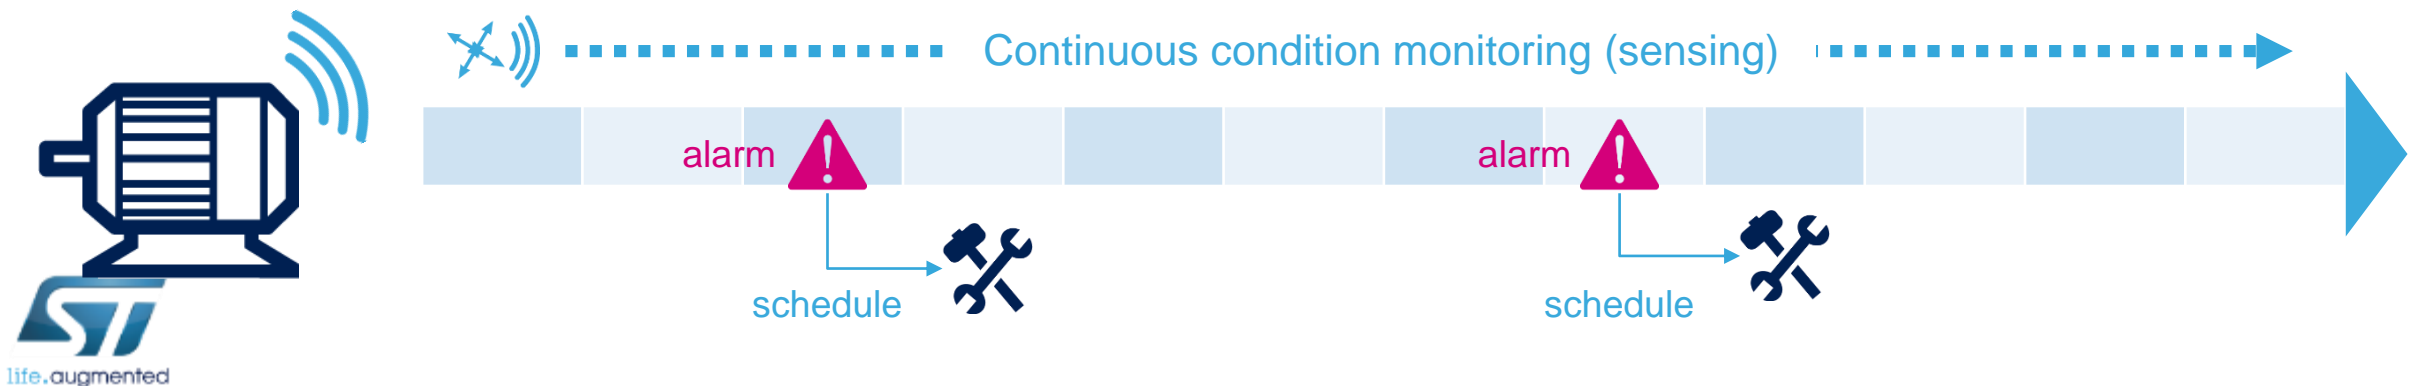 Continuous condition monitoring (sensing)
alarm
alarm
schedule
schedule
ST
life.augmented